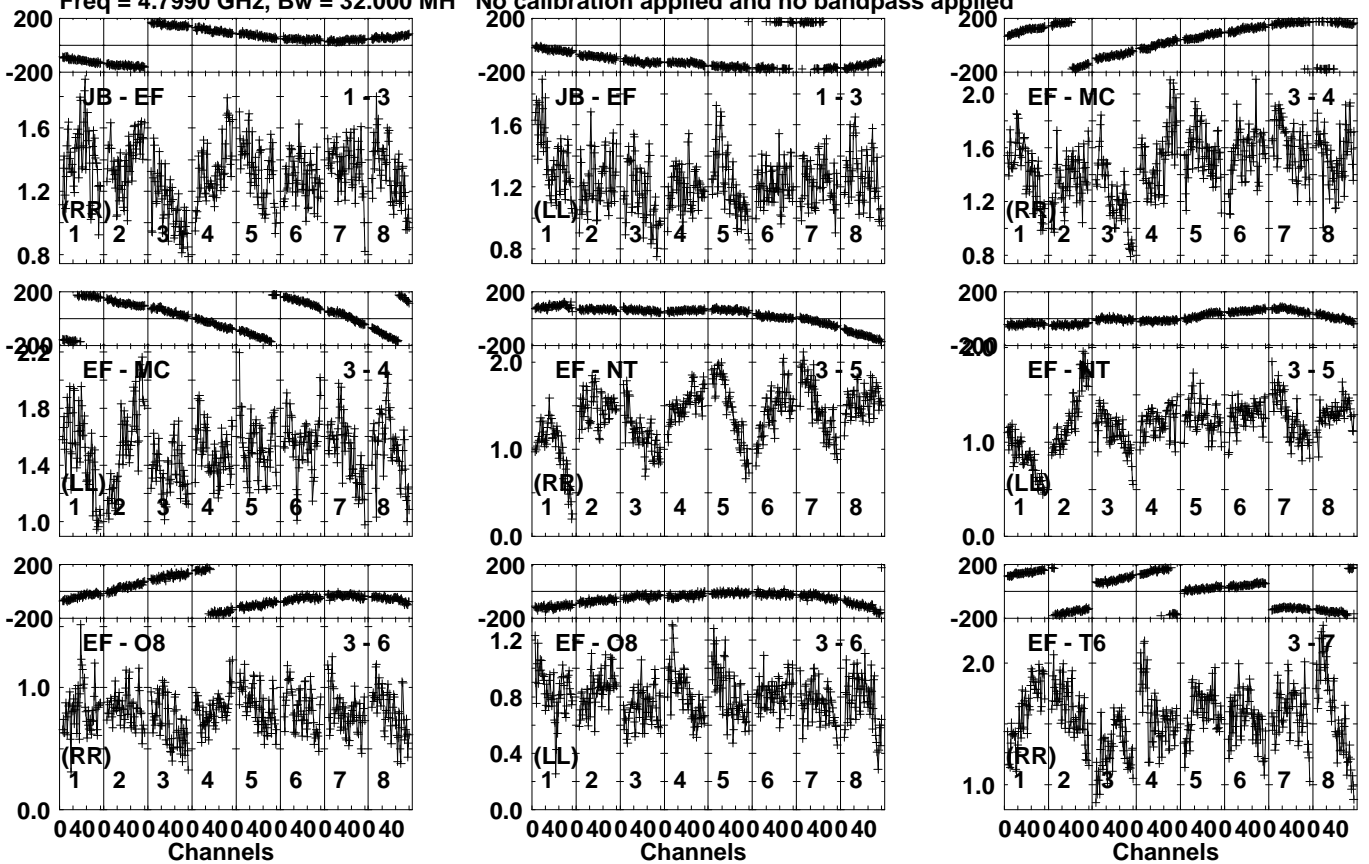 Freq = 4.7990 GHz, Bw = 32.000 MH No calibration applied and no bandpass applied
200
-200
JB - EF 1 - 3
1.6
1.2
0.8
(RR)
1 2 3 4 5 6 7 8
200
-200
JB - EF 1 - 3
1.6
1.2
0.8
(LL)
1 2 3 4 5 6 7 8
200
-200
EF - MC 3 - 4
2.0
1.6
1.2
0.8
(RR)
1 2 3 4 5 6 7 8
200
-200
2.2
EF - MC 3 - 4
1.8
1.4
1.0
(LL)
1 2 3 4 5 6 7 8
200
-200
2.0
EF - NT 3 - 5
1.0
0.0
(RR)
1 2 3 4 5 6 7 8
200
-200
2.0
EF - NT 3 - 5
1.0
0.0
(LL)
1 2 3 4 5 6 7 8
200
-200
EF - O8 3 - 6
1.0
0.0
(RR)
1 2 3 4 5 6 7 8
0 40 0 40 0 40 0 40 0 40 0 40 0 40 0 40
Channels
200
-200
1.2
EF - O8 3 - 6
0.8
0.4
0.0
(LL)
1 2 3 4 5 6 7 8
0 40 0 40 0 40 0 40 0 40 0 40 0 40 0 40
Channels
200
-200
EF - T6 3 - 7
2.0
1.0
(RR)
1 2 3 4 5 6 7 8
0 40 0 40 0 40 0 40 0 40 0 40 0 40 0 40
Channels